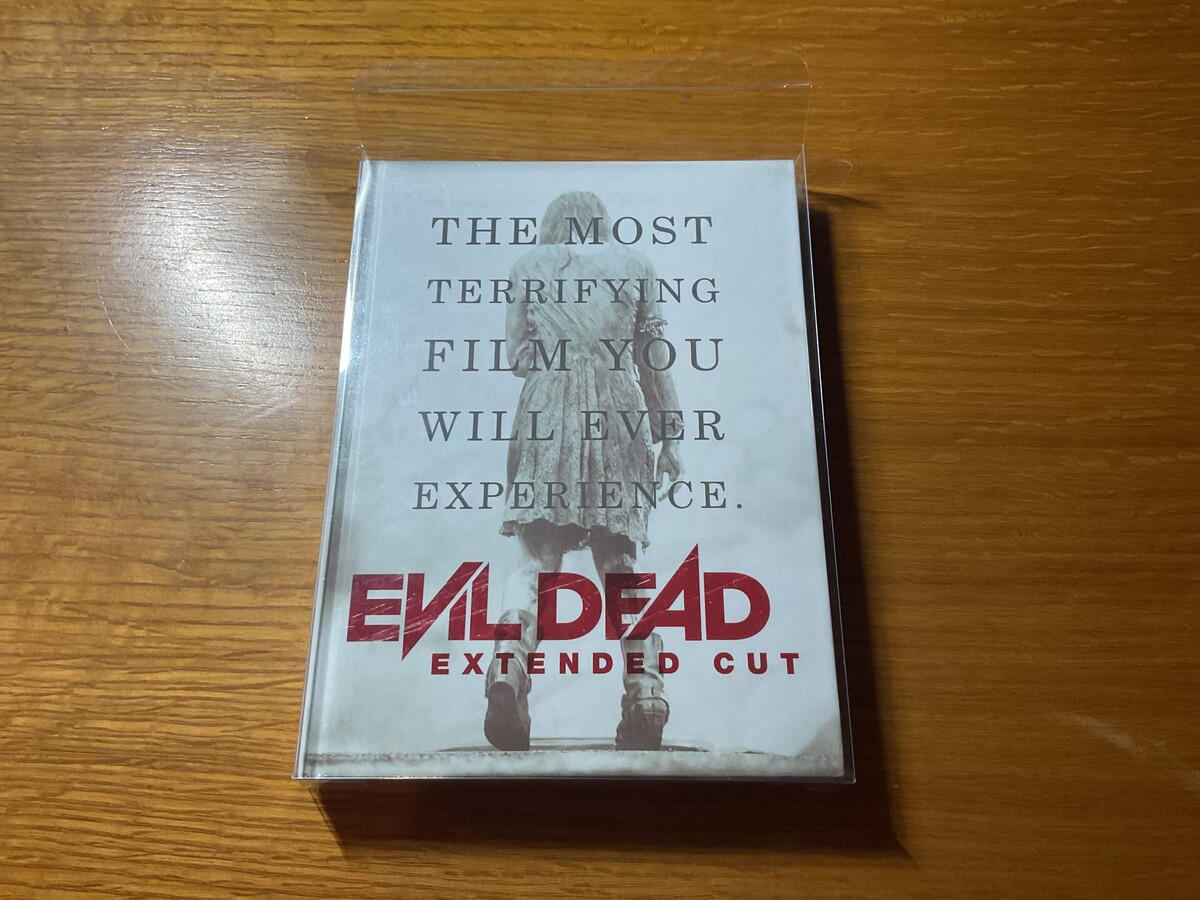 THE MOST
TERRIFYING
FILM YOU
WILL EVER
EXPERIENCE.
EVIL DEAD
EXTENDED CUT